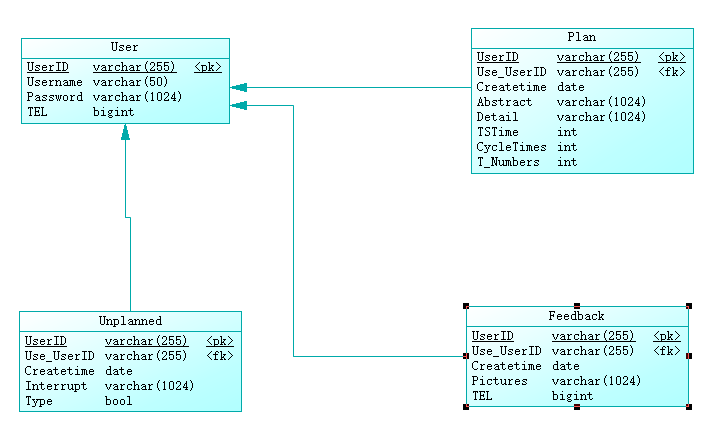 User
UserID varchar(255) <pk>
Username varchar(50)
Password varchar(1024)
TEL bigint
Plan
UserID varchar(255) <pk>
Use_UserID varchar(255) <fk>
Createtime date
Abstract varchar(1024)
Detail varchar(1024)
TSTime int
CycleTimes int
T_Numbers int
Unplanned
UserID varchar(255) <pk>
Use_UserID varchar(255) <fk>
Createtime date
Interrupt varchar(1024)
Type bool
Feedback
UserID varchar(255) <pk>
Use_UserID varchar(255) <fk>
Createtime date
Pictures varchar(1024)
TEL bigint